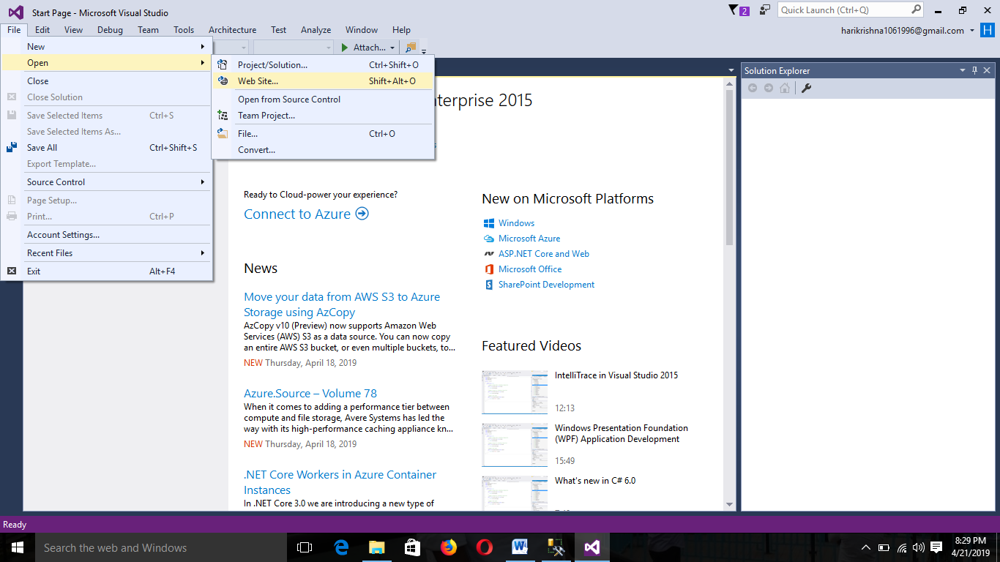 Start Page - Microsoft Visual Studio
2
Quick Launch (Ctrl+Q)
File Edit View Debug Team Tools Architecture Test Analyze Window Help
harikrishna1061996@gmail.com
H
Attach...
New
Open
Close
Close Solution
Save Selected Items Ctrl+S
Save Selected Items As...
Save All Ctrl+Shift+S
Export Template...
Source Control
Page Setup...
Print... Ctrl+P
Account Settings...
Recent Files
Exit Alt+F4
Project/Solution... Ctrl+Shift+O
Web Site... Shift+Alt+O
Open from Source Control
Team Project...
File... Ctrl+O
Convert...
terprise 2015
Ready to Cloud-power your experience?
Connect to Azure
News
Move your data from AWS S3 to Azure
Storage using AzCopy
AzCopy v10 (Preview) now supports Amazon Web
Services (AWS) S3 as a data source. You can now copy
an entire AWS S3 bucket, or even multiple buckets, to...
NEW Thursday, April 18, 2019
Azure.Source – Volume 78
When it comes to adding a performance tier between
compute and file storage, Avere Systems has led the
way with its high-performance caching appliance kn...
NEW Thursday, April 18, 2019
.NET Core Workers in Azure Container
Instances
In .NET Core 3.0 we are introducing a new type of
New on Microsoft Platforms
Windows
Microsoft Azure
ASP.NET Core and Web
Microsoft Office
SharePoint Development
Featured Videos
IntelliTrace in Visual Studio 2015
12:13
Windows Presentation Foundation
(WPF) Application Development
15:49
What's new in C# 6.0
Solution Explorer
Ready
Search the web and Windows
8:29 PM
4/21/2019